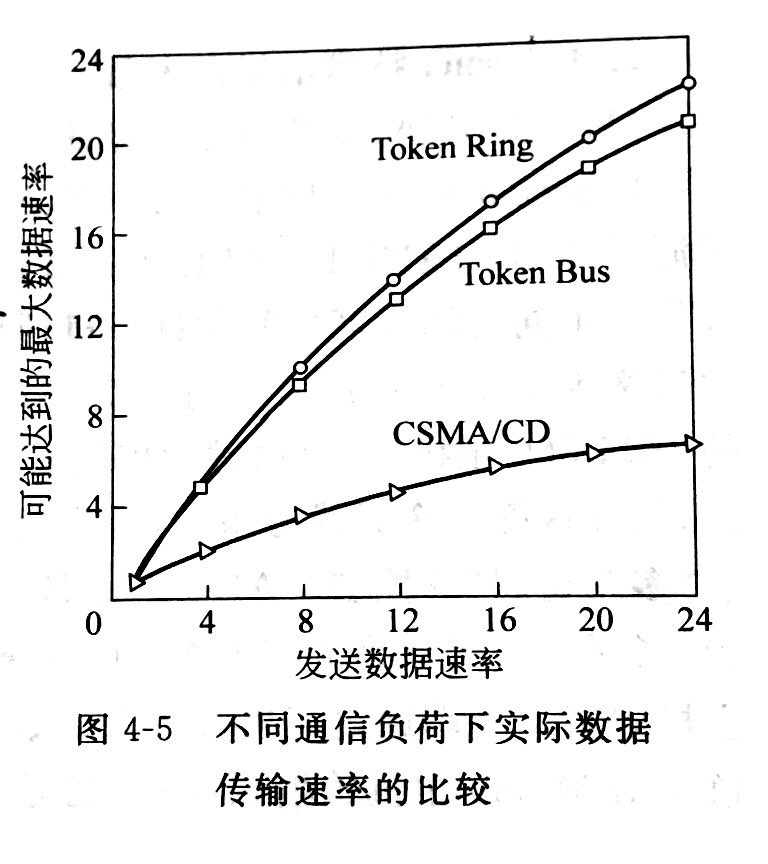 24
20
16
12
8
4
0
可能达到的最大数据速率
Token Ring
Token Bus
CSMA/CD
4 8 12 16 20 24
发送数据速率
图 4-5 不同通信负荷下实际数据
传输速率的比较